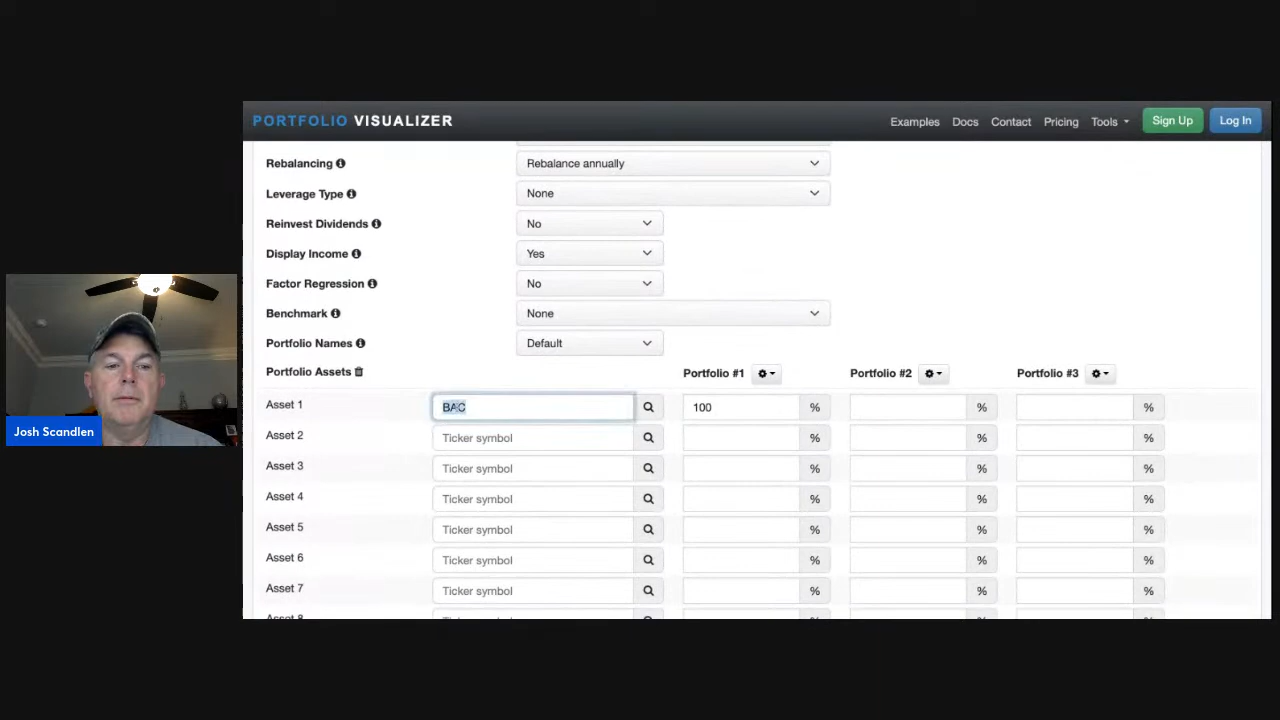 PORTFOLIO VISUALIZER
Examples Docs Contact Pricing Tools Sign Up Log In
Rebalancing Rebalance annually
Leverage Type None
Reinvest Dividends No
Display Income Yes
Factor Regression No
Benchmark None
Portfolio Names Default
Portfolio Assets Portfolio #1 Portfolio #2 Portfolio #3
Asset 1 BAC 100 % % %
Asset 2 Ticker symbol % % %
Asset 3 Ticker symbol % % %
Asset 4 Ticker symbol % % %
Asset 5 Ticker symbol % % %
Asset 6 Ticker symbol % % %
Asset 7 Ticker symbol % % %
Asset 8
Josh Scandlen